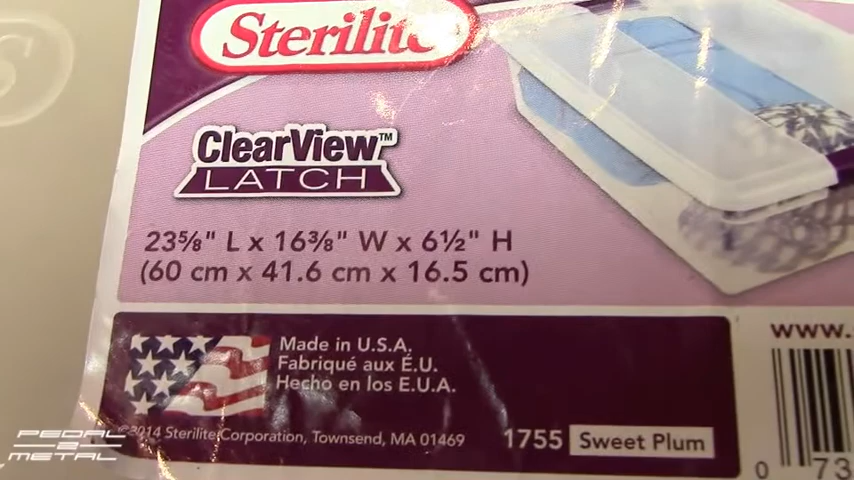 Sterilite
ClearView™
LATCH
23⅝" L x 16⅜" W x 6½" H
(60 cm x 41.6 cm x 16.5 cm)
Made in U.S.A.
Fabriqué aux É.U.
Hecho en los E.U.A.
©2014 Sterilite Corporation, Townsend, MA 01469
1755 Sweet Plum
www.
0 73
PEDAL
2
METAL